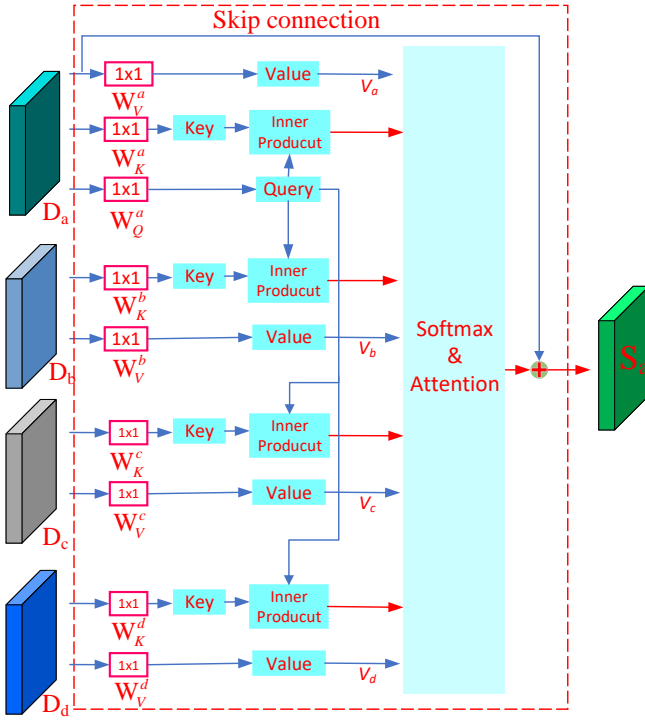 Skip connection
1x1
Value
V_a
W_V^a
1x1
Key
Inner
Producut
W_K^a
1x1
Query
D_a
W_Q^a
1x1
Key
Inner
Producut
W_K^b
1x1
Value
V_b
D_b
W_V^b
Softmax
&
Attention
+
1x1
Key
Inner
Producut
W_K^c
1x1
Value
V_c
D_c
W_V^c
1x1
Key
Inner
Producut
W_K^d
1x1
Value
V_d
D_d
W_V^d